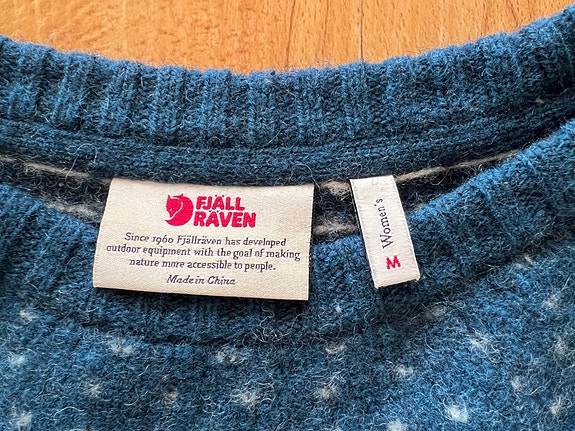 FJÄLL
RÄVEN
Since 1960 Fjällräven has developed
outdoor equipment with the goal of making
nature more accessible to people.
Made in China
Women's
M